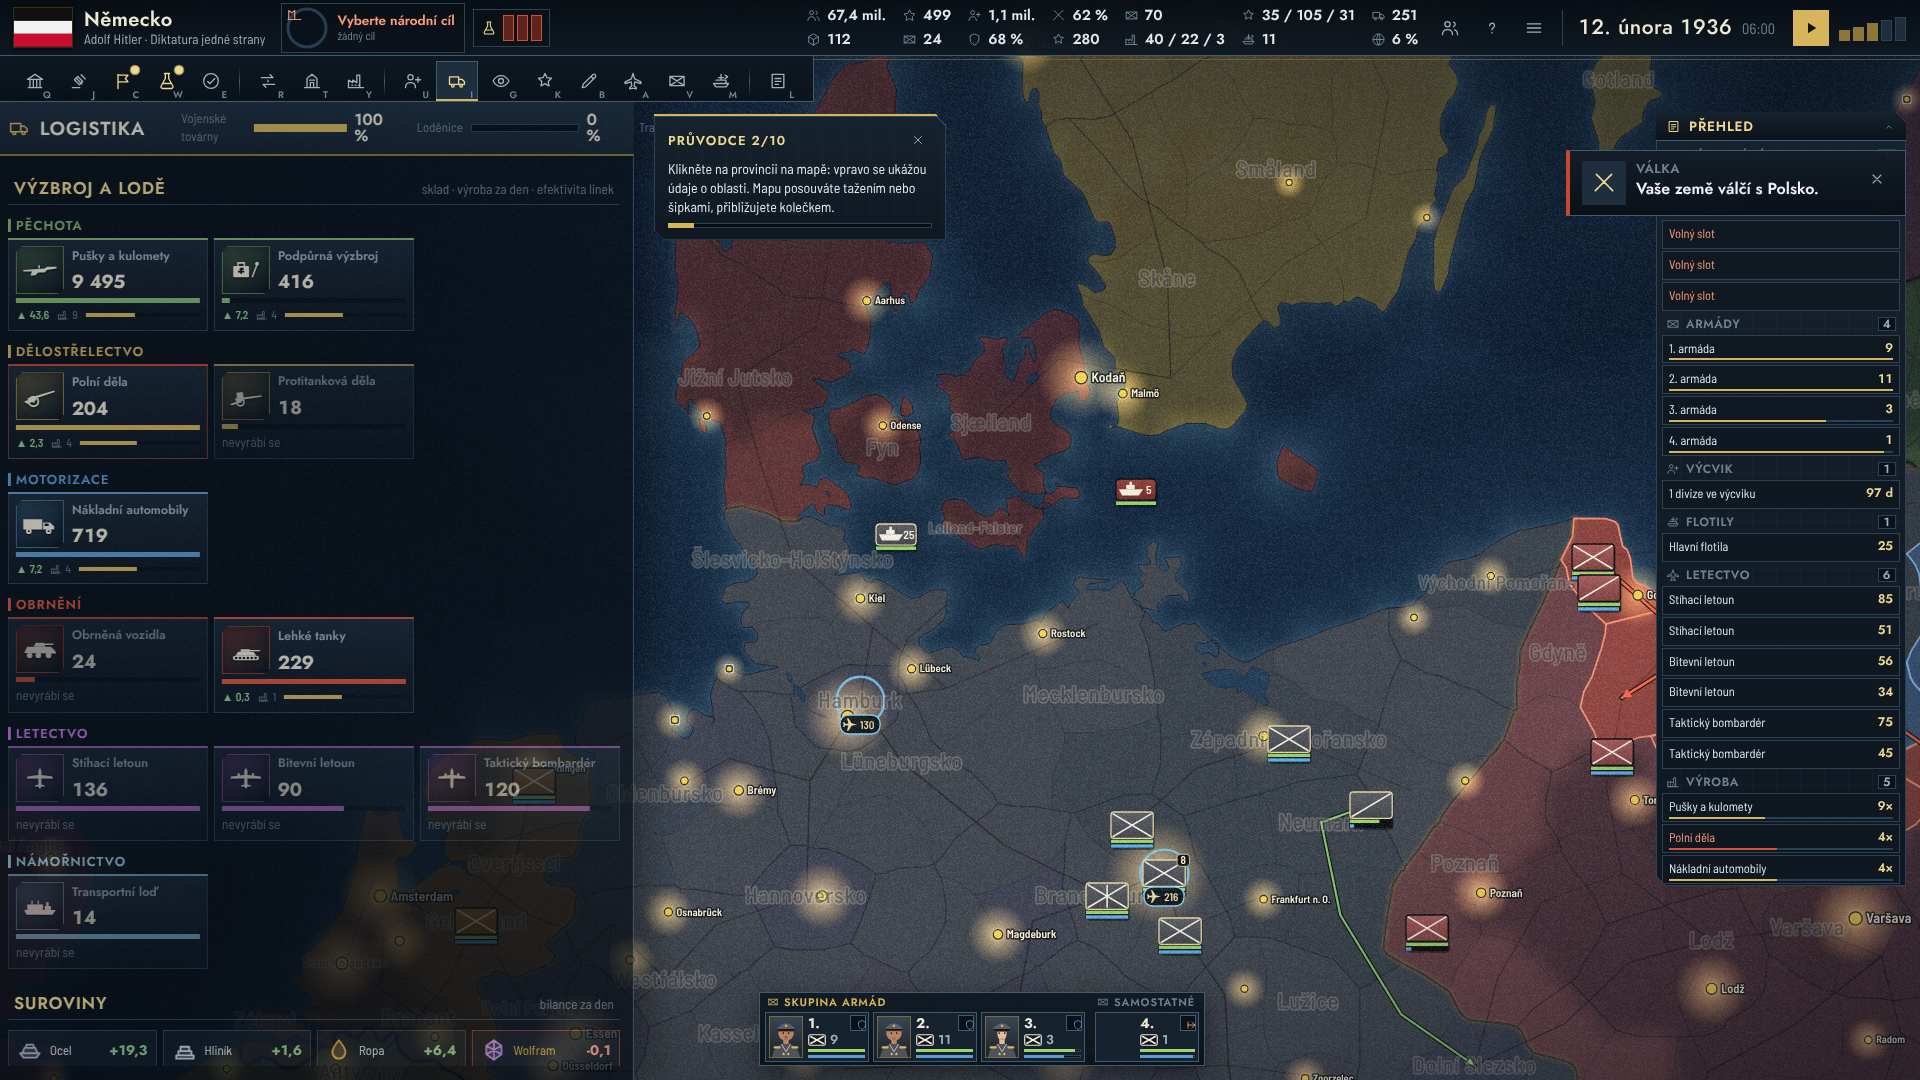 Německo
Adolf Hitler · Diktatura jedné strany
Vyberte národní cíl
žádný cíl
67,4 mil.
499
1,1 mil.
62 %
70
35 / 105 / 31
251
112
24
68 %
280
40 / 22 / 3
11
6 %
?
12. února 1936
06:00
Q
J
C
W
E
R
T
Y
U
I
G
K
B
A
V
M
L
LOGISTIKA
Vojenské továrny
100 %
Loděnice
0 %
VÝZBROJ A LODĚ
sklad · výroba za den · efektivita linek
PĚCHOTA
Pušky a kulomety
9 495
▲ 43,6
9
Podpůrná výzbroj
416
▲ 7,2
4
DĚLOSTŘELECTVO
Polní děla
204
▲ 2,3
4
Protitanková děla
18
nevyrábí se
MOTORIZACE
Nákladní automobily
719
▲ 7,2
4
OBRNĚNÍ
Obrněná vozidla
24
nevyrábí se
Lehké tanky
229
▲ 0,3
1
LETECTVO
Stíhací letoun
136
nevyrábí se
Bitevní letoun
90
nevyrábí se
Taktický bombardér
120
nevyrábí se
NÁMOŘNICTVO
Transportní loď
14
nevyrábí se
SUROVINY
bilance za den
Ocel
+19,3
Hliník
+1,6
Ropa
+6,4
Wolfram
-0,1
PRŮVODCE 2/10
Klikněte na provincii na mapě: vpravo se ukážou
údaje o oblasti. Mapu posouváte tažením nebo
šipkami, přibližujete kolečkem.
PŘEHLED
VÁLKA
Vaše země válčí s Polsko.
Volný slot
Volný slot
Volný slot
ARMÁDY
4
1. armáda
9
2. armáda
11
3. armáda
3
4. armáda
1
VÝCVIK
1
1 divize ve výcviku
97 d
FLOTILY
1
Hlavní flotila
25
LETECTVO
6
Stíhací letoun
85
Stíhací letoun
51
Bitevní letoun
56
Bitevní letoun
34
Taktický bombardér
75
Taktický bombardér
45
VÝROBA
5
Pušky a kulomety
9×
Polní děla
4×
Nákladní automobily
4×
Gotland
Småland
Skåne
Aarhus
Jižní Jutsko
Kodaň
Malmö
Odense
Fyn
Sjælland
5
25
Lolland-Falster
Šlesvicko-Holštýnsko
Kiel
Rostock
Lübeck
Hamburk
130
Lüneburgsko
Mecklenbursko
Východní Pomořans
Gdyně
Brémy
Oldenbursko
Neumark
8
216
Poznaň
Poznaň
Osnabrück
Hannoversko
Magdeburk
Frankfurt n. O.
Overijssel
Amsterdam
Westfálsko
Kassel
Lužice
Dolní Slezsko
Zgorzelec
Lodž
Lodž
Varšava
Varšava
Radom
Essen
Düsseldorf
SKUPINA ARMÁD
SAMOSTATNÉ
1.
9
2.
11
3.
3
4.
1